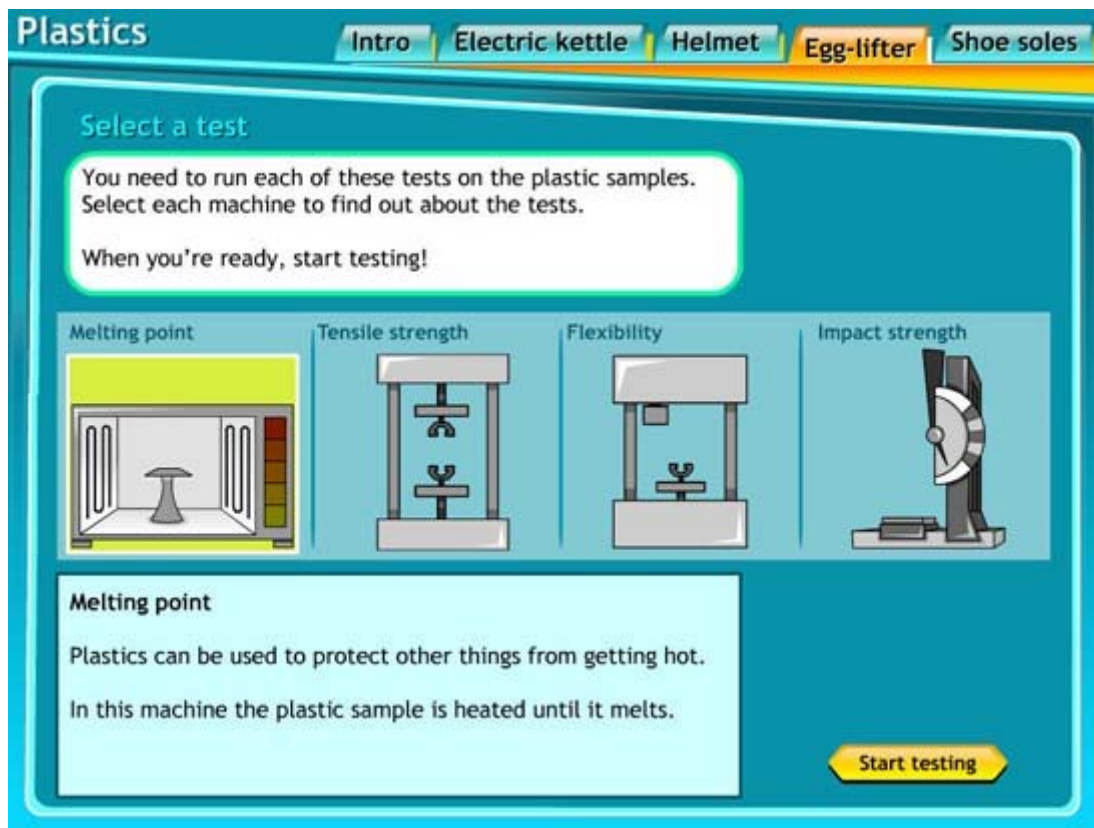 Plastics
Intro
Electric kettle
Helmet
Egg-lifter
Shoe soles
Select a test
You need to run each of these tests on the plastic samples.
Select each machine to find out about the tests.
When you're ready, start testing!
Melting point
Tensile strength
Flexibility
Impact strength
Melting point
Plastics can be used to protect other things from getting hot.
In this machine the plastic sample is heated until it melts.
Start testing